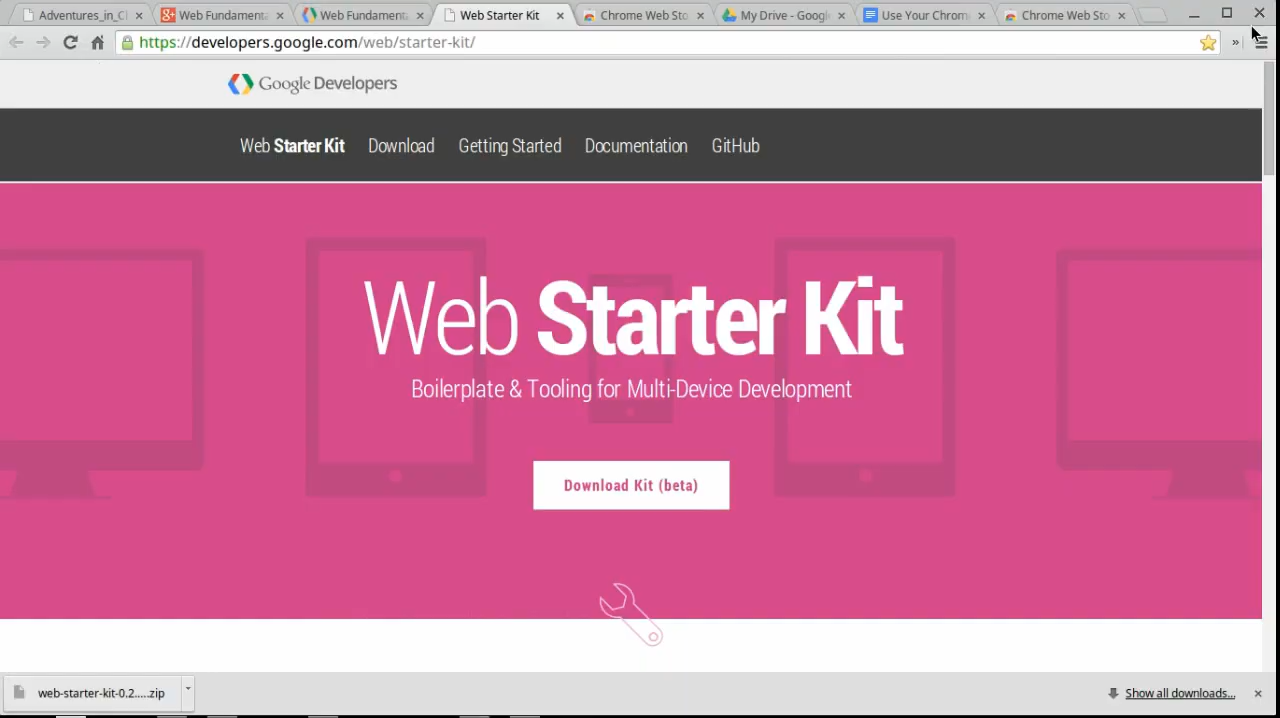 Adventures_in_C
Web Fundamenta
Web Fundament
Web Starter Kit
Chrome Web Sto
My Drive - Googl
Use Your Chrom
Chrome Web Sto
https://developers.google.com/web/starter-kit/
Google Developers
Web Starter Kit
Download
Getting Started
Documentation
GitHub
Web Starter Kit
Boilerplate & Tooling for Multi-Device Development
Download Kit (beta)
web-starter-kit-0.2.....zip
Show all downloads...